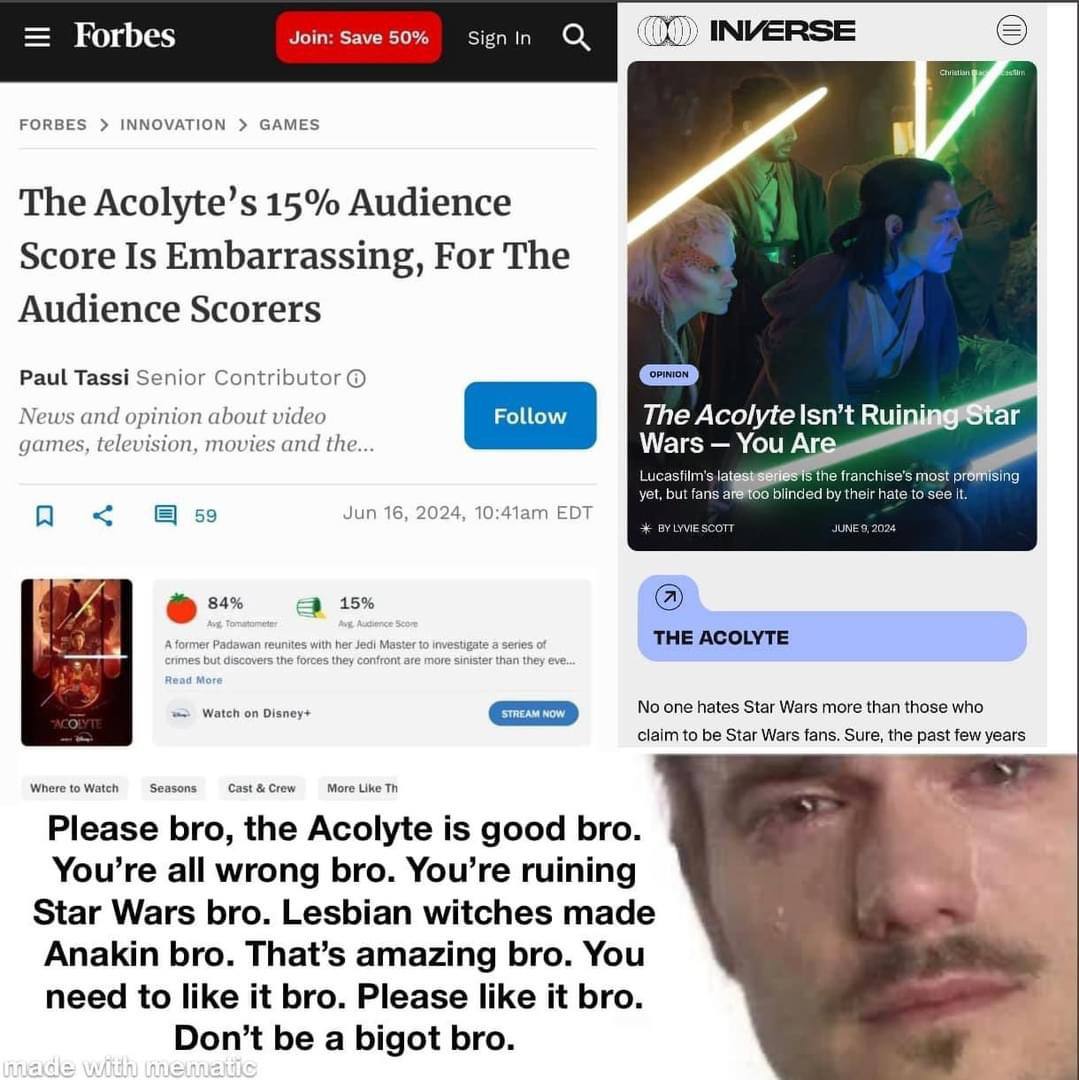 Forbes
Join: Save 50%
Sign In
FORBES > INNOVATION > GAMES
The Acolyte’s 15% Audience
Score Is Embarrassing, For The
Audience Scorers
Paul Tassi Senior Contributor
News and opinion about video
games, television, movies and the...
Follow
59
Jun 16, 2024, 10:41am EDT
84%
Avg. Tomatometer
15%
Avg. Audience Score
A former Padawan reunites with her Jedi Master to investigate a series of
crimes but discovers the forces they confront are more sinister than they eve...
Read More
Watch on Disney+
STREAM NOW
ACOLYTE
Where to Watch
Seasons
Cast & Crew
More Like Th
INVERSE
Christian
OPINION
The Acolyte Isn’t Ruining Star
Wars — You Are
Lucasfilm's latest series is the franchise's most promising
yet, but fans are too blinded by their hate to see it.
BY LYVIE SCOTT
JUNE 9, 2024
THE ACOLYTE
No one hates Star Wars more than those who
claim to be Star Wars fans. Sure, the past few years
Please bro, the Acolyte is good bro.
You’re all wrong bro. You’re ruining
Star Wars bro. Lesbian witches made
Anakin bro. That’s amazing bro. You
need to like it bro. Please like it bro.
Don’t be a bigot bro.
made with mematic